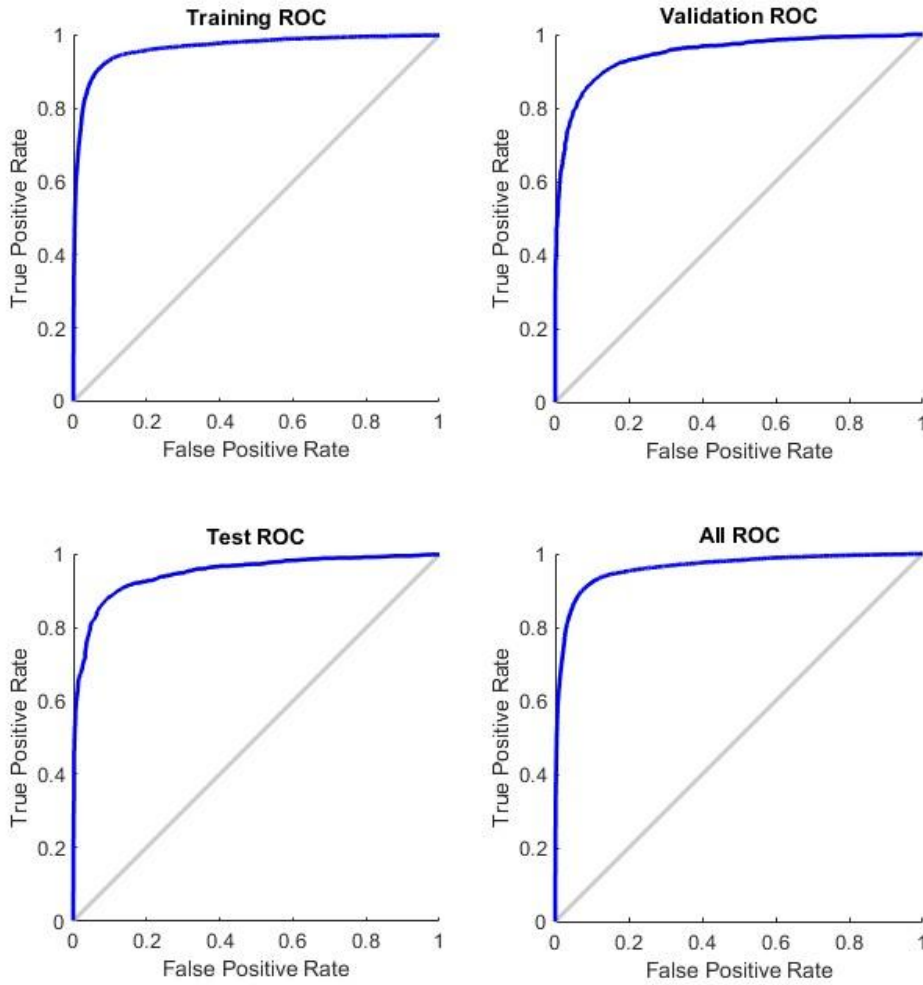 Training ROC
1
0.8
0.6
0.4
0.2
0
True Positive Rate
0 0.2 0.4 0.6 0.8 1
False Positive Rate
Validation ROC
1
0.8
0.6
0.4
0.2
0
True Positive Rate
0 0.2 0.4 0.6 0.8 1
False Positive Rate
Test ROC
1
0.8
0.6
0.4
0.2
0
True Positive Rate
0 0.2 0.4 0.6 0.8 1
False Positive Rate
All ROC
1
0.8
0.6
0.4
0.2
0
True Positive Rate
0 0.2 0.4 0.6 0.8 1
False Positive Rate